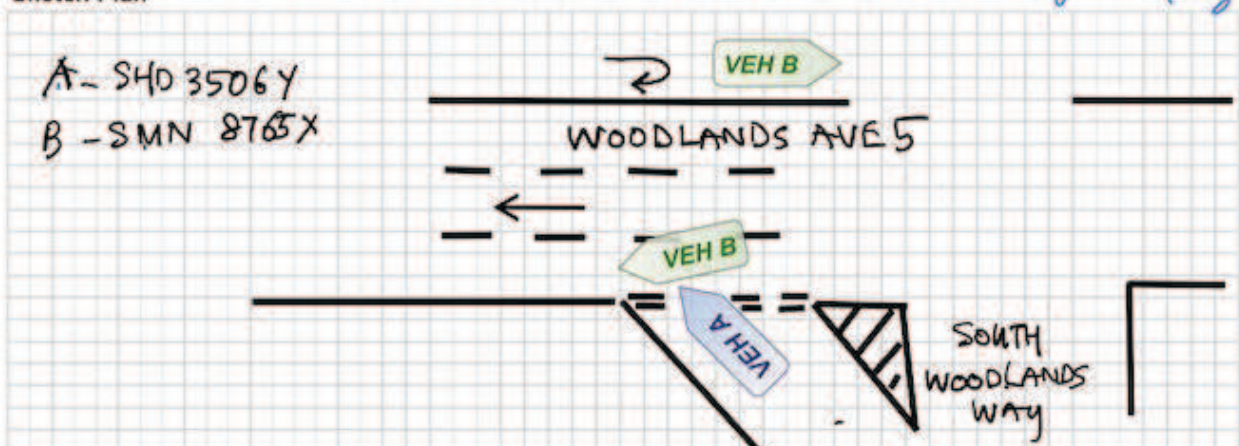 A - SHD 3506Y
B - SMN 8765X
VEH B
WOODLANDS AVE 5
VEH B
VEH A
SOUTH
WOODLANDS
WAY